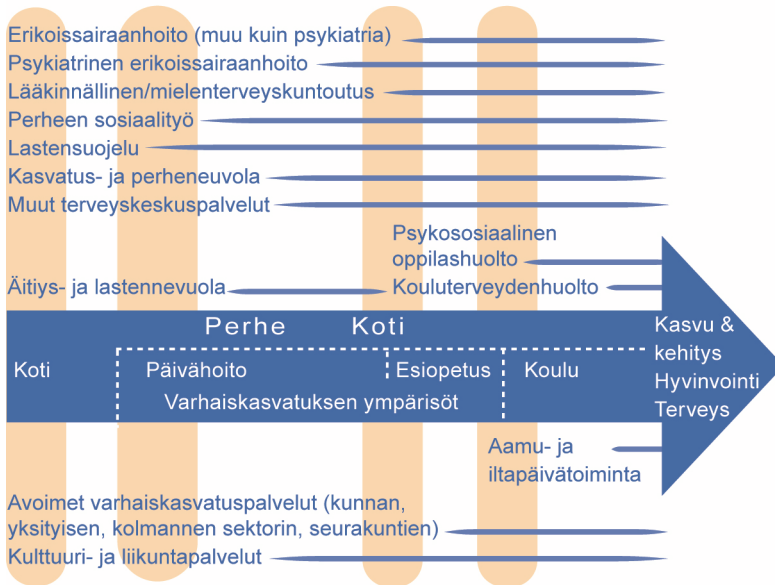 Erikoissairaanhoito (muu kuin psykiatria)
Psykiatrinen erikoissairaanhoito
Lääkinnällinen/mielenterveyskuntoutus
Perheen sosiaalityö
Lastensuojelu
Kasvatus- ja perheneuvola
Muut terveyskeskuspalvelut
Psykososiaalinen
oppilashuolto
Äitiys- ja lastennevuola
Kouluterveydenhuolto
Perhe Koti
Koti
Päivähoito
Esiopetus
Koulu
Varhaiskasvatuksen ympärisöt
Kasvu &
kehitys
Hyvinvointi
Terveys
Aamu- ja
iltapäivätoiminta
Avoimet varhaiskasvatuspalvelut (kunnan,
yksityisen, kolmannen sektorin, seurakuntien)
Kulttuuri- ja liikuntapalvelut